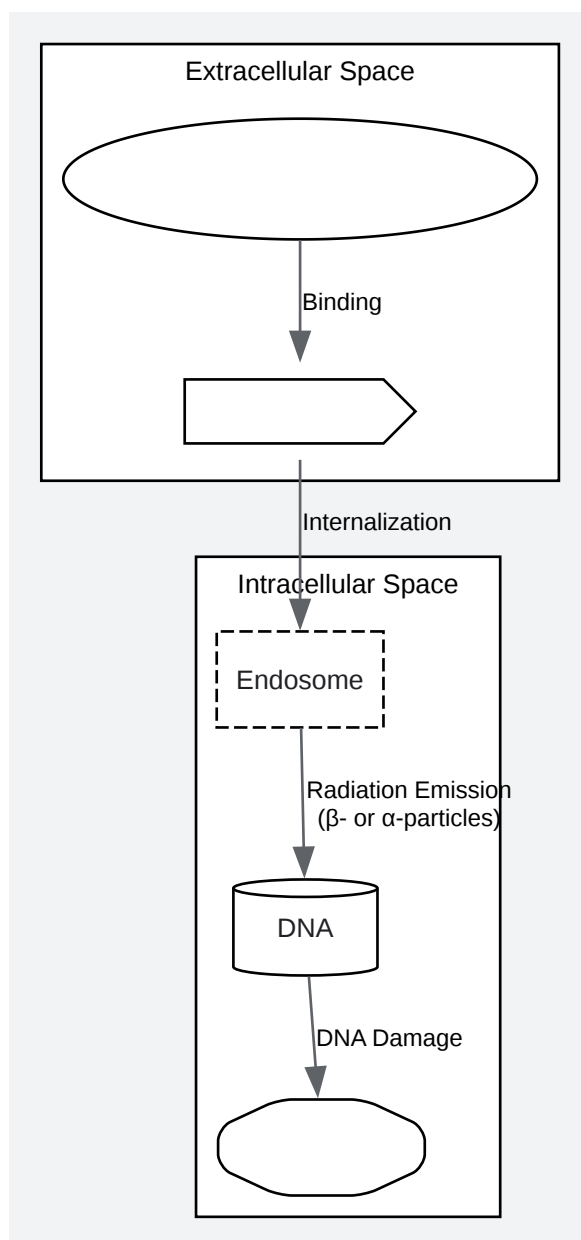 Extracellular Space
Binding
Internalization
Intracellular Space
Endosome
Radiation Emission
(β- or α-particles)
DNA
DNA Damage